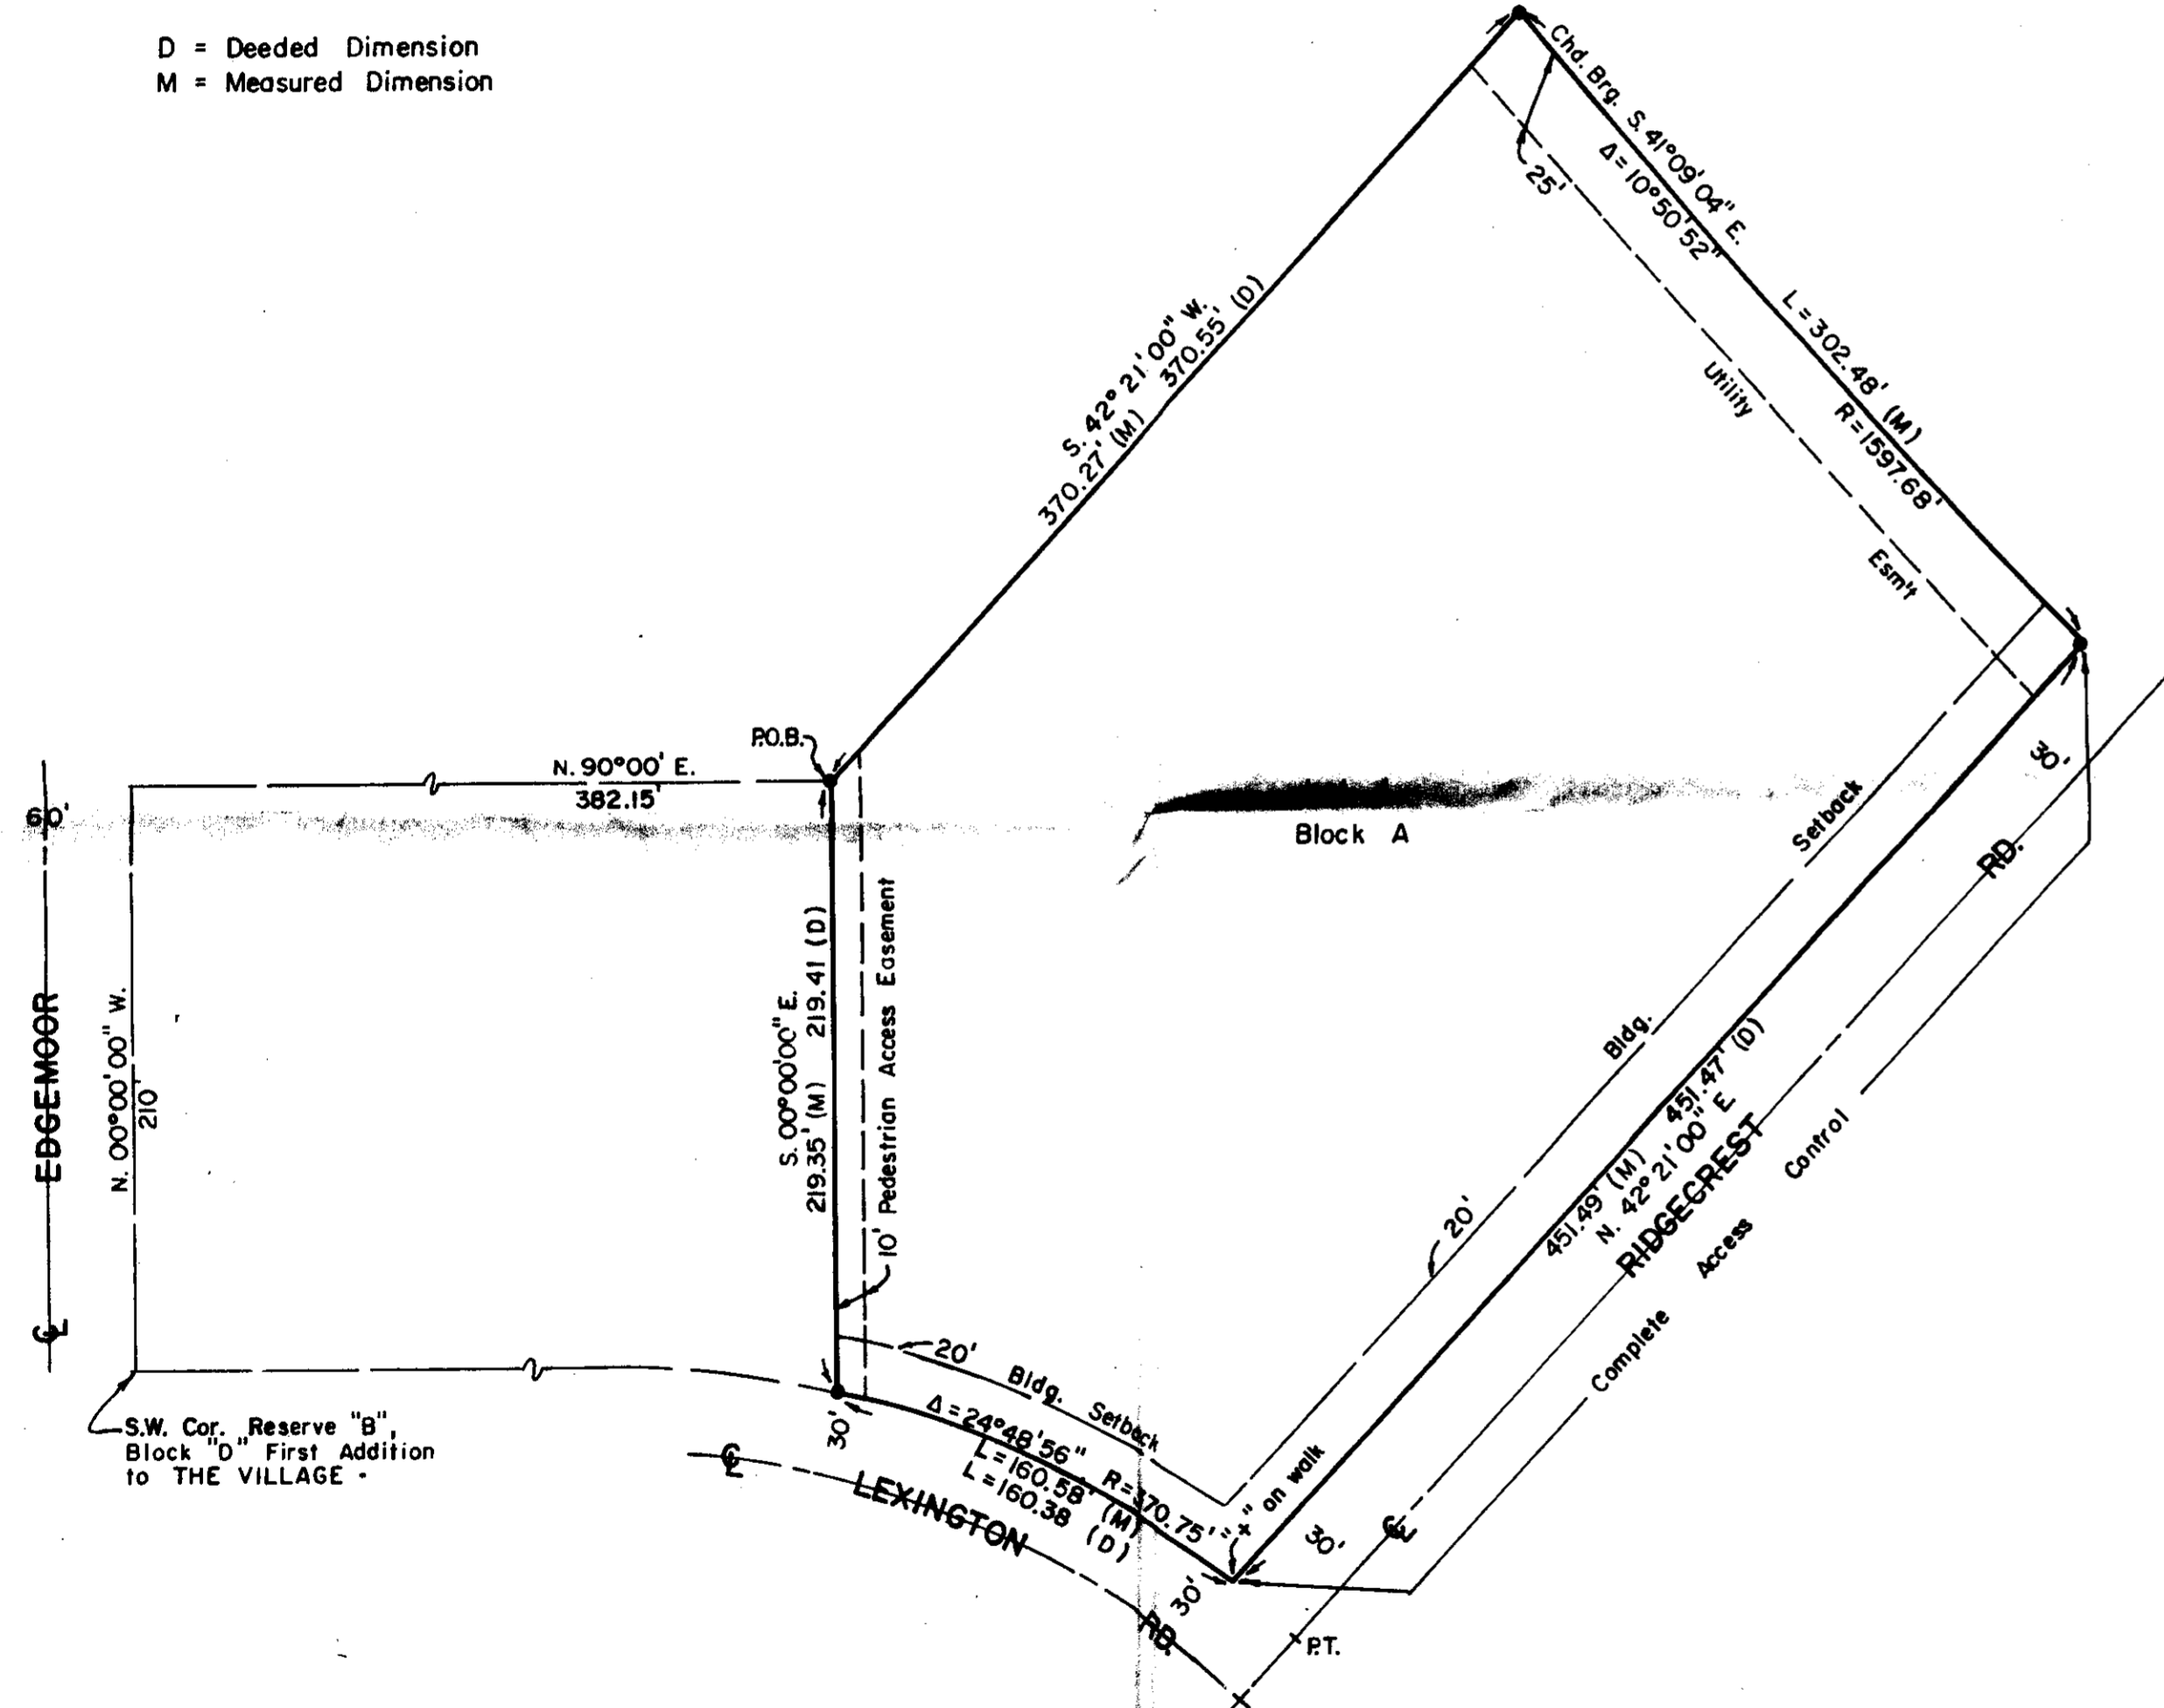 D = Deeded Dimension
M = Measured Dimension
Chd. Brg. S. 41°09'04" E.
Δ = 10°50'52"
25'
L = 302.48' (M)
R = 1597.68'
Utility
Esm't
S. 42° 21' 00" W.
370.27' (M) 370.55' (D)
P.O.B.
N. 90°00' E.
382.15'
60'
Block A
30'
Setback
RD.
EDGEMOOR
N. 00°00'00" W.
210'
S. 00°00'00" E.
219.35' (M) 219.41 (D)
10' Pedestrian Access Easement
Bldg.
451.49' (M) 451.47' (D)
N. 42° 21' 00" E.
RIDGECREST
Control
Access
Complete
20'
℄
20' Bldg. Setback
S.W. Cor. Reserve "B",
Block "D" First Addition
to THE VILLAGE -
30'
Δ = 24°48'56" R = 370.75'
L = 160.58' (M)
L = 160.38 (D)
"+" on walk
℄
LEXINGTON
30'
℄
30'
RD.
P.T.